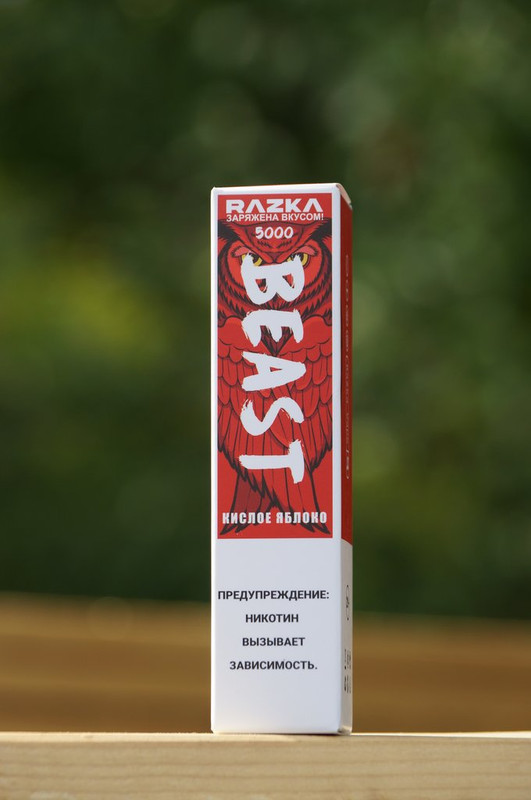 RAZKA
ЗАРЯЖЕНА ВКУСОМ!
5000
BEAST
КИСЛОЕ ЯБЛОКО
ПРЕДУПРЕЖДЕНИЕ:
НИКОТИН
ВЫЗЫВАЕТ
ЗАВИСИМОСТЬ.